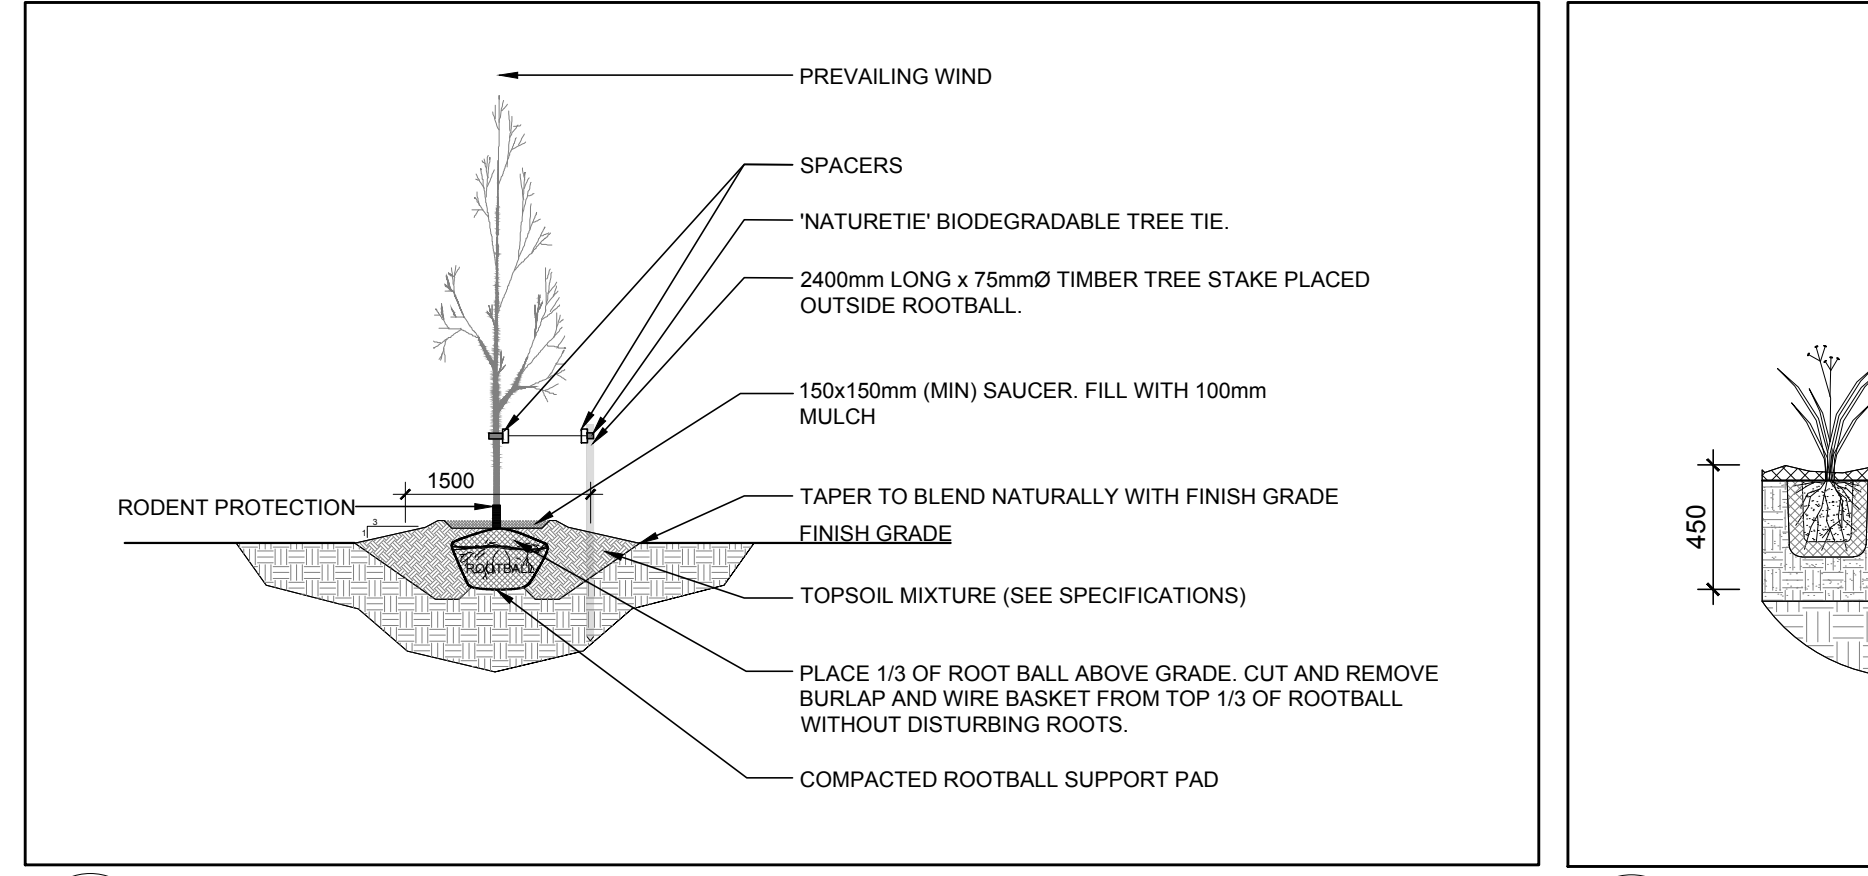 PREVAILING WIND
SPACERS
'NATURETIE' BIODEGRADABLE TREE TIE.
2400mm LONG x 75mmØ TIMBER TREE STAKE PLACED
OUTSIDE ROOTBALL.
150x150mm (MIN) SAUCER. FILL WITH 100mm
MULCH
1500
RODENT PROTECTION
TAPER TO BLEND NATURALLY WITH FINISH GRADE
3
1
FINISH GRADE
ROOTBALL
TOPSOIL MIXTURE (SEE SPECIFICATIONS)
PLACE 1/3 OF ROOT BALL ABOVE GRADE. CUT AND REMOVE
BURLAP AND WIRE BASKET FROM TOP 1/3 OF ROOTBALL
WITHOUT DISTURBING ROOTS.
COMPACTED ROOTBALL SUPPORT PAD
450